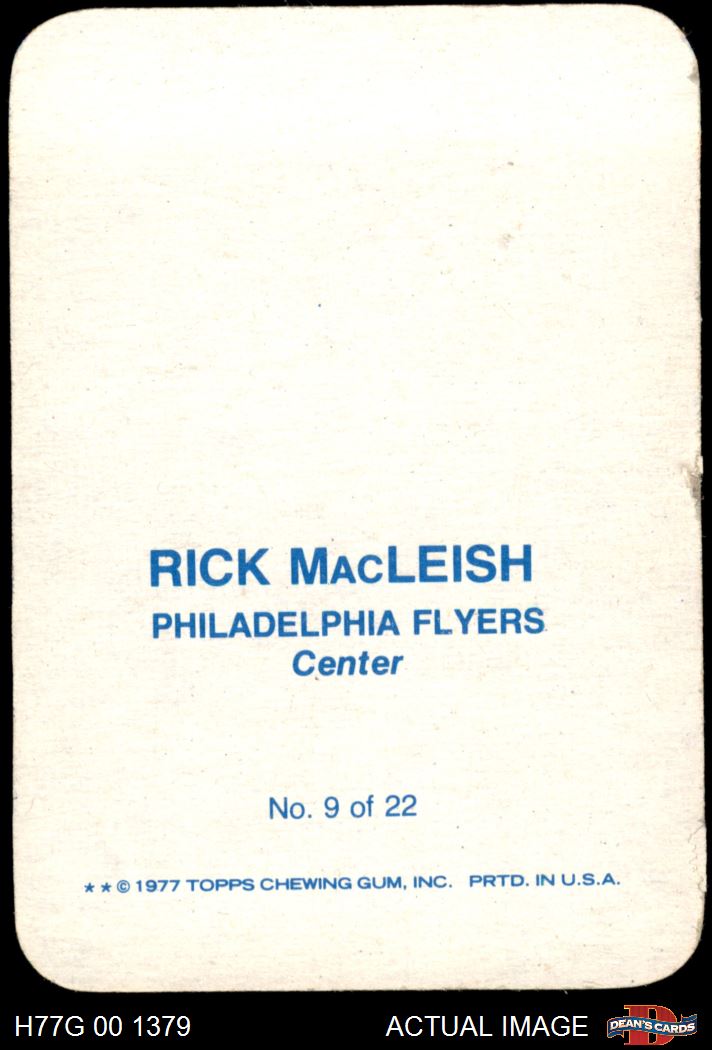 RICK MACLEISH
PHILADELPHIA FLYERS
Center
No. 9 of 22
★ ★ © 1977 TOPPS CHEWING GUM, INC. PRTD. IN U.S.A.
H77G 00 1379 ACTUAL IMAGE DEAN'S CARDS